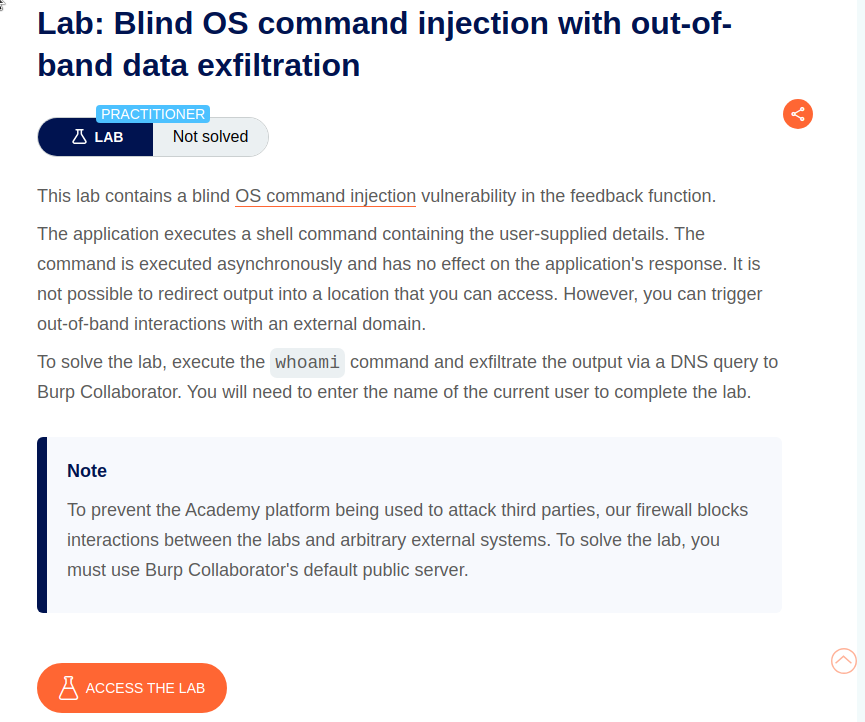 Lab: Blind OS command injection with out-of-
band data exfiltration
PRACTITIONER
LAB
Not solved
This lab contains a blind OS command injection vulnerability in the feedback function.
The application executes a shell command containing the user-supplied details. The
command is executed asynchronously and has no effect on the application's response. It is
not possible to redirect output into a location that you can access. However, you can trigger
out-of-band interactions with an external domain.
To solve the lab, execute the whoami command and exfiltrate the output via a DNS query to
Burp Collaborator. You will need to enter the name of the current user to complete the lab.
Note
To prevent the Academy platform being used to attack third parties, our firewall blocks
interactions between the labs and arbitrary external systems. To solve the lab, you
must use Burp Collaborator's default public server.
ACCESS THE LAB